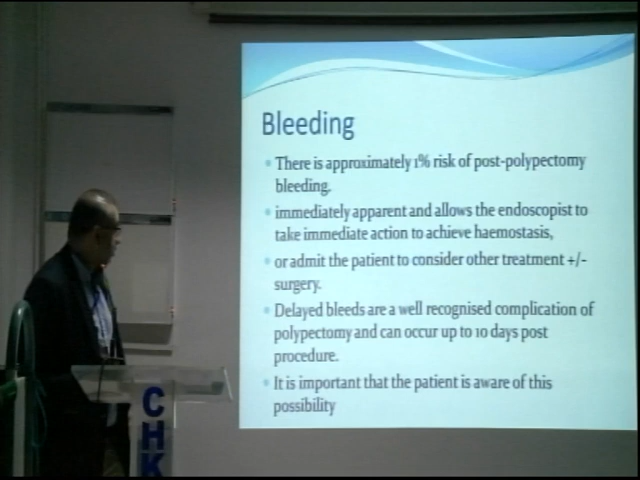 Bleeding
There is approximately 1% risk of post-polypectomy
bleeding.
immediately apparent and allows the endoscopist to
take immediate action to achieve haemostasis,
or admit the patient to consider other treatment +/-
surgery.
Delayed bleeds are a well recognised complication of
polypectomy and can occur up to 10 days post
procedure.
It is important that the patient is aware of this
possibility
CHK